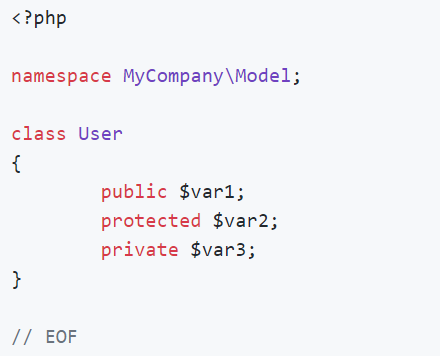 <?php
namespace MyCompany\Model;
class User
{
public $var1;
protected $var2;
private $var3;
}
// EOF